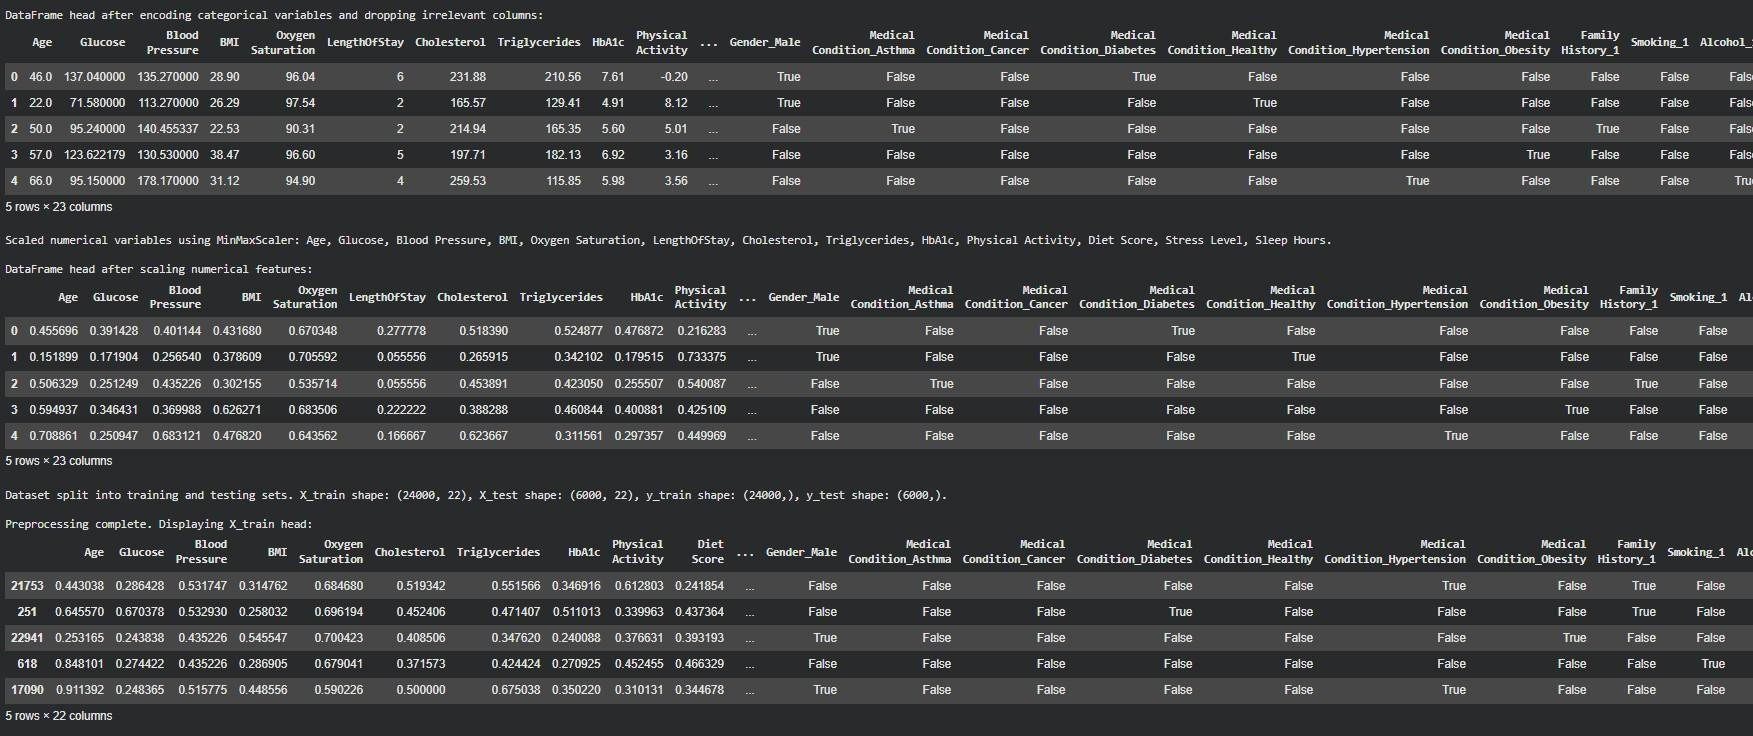 DataFrame head after encoding categorical variables and dropping irrelevant columns:
Age Glucose Blood Pressure BMI Oxygen Saturation LengthOfStay Cholesterol Triglycerides HbA1c Physical Activity ... Gender_Male Medical Condition_Asthma Medical Condition_Cancer Medical Condition_Diabetes Medical Condition_Healthy Medical Condition_Hypertension Medical Condition_Obesity Family History_1 Smoking_1 Alcohol_
0 46.0 137.040000 135.270000 28.90 96.04 6 231.88 210.56 7.61 -0.20 ... True False False True False False False False False Fals
1 22.0 71.580000 113.270000 26.29 97.54 2 165.57 129.41 4.91 8.12 ... True False False False True False False False False Fals
2 50.0 95.240000 140.455337 22.53 90.31 2 214.94 165.35 5.60 5.01 ... False True False False False False False True False Fals
3 57.0 123.622179 130.530000 38.47 96.60 5 197.71 182.13 6.92 3.16 ... False False False False False False True False False Fals
4 66.0 95.150000 178.170000 31.12 94.90 4 259.53 115.85 5.98 3.56 ... False False False False False True False False False Tru
5 rows × 23 columns
Scaled numerical variables using MinMaxScaler: Age, Glucose, Blood Pressure, BMI, Oxygen Saturation, LengthOfStay, Cholesterol, Triglycerides, HbA1c, Physical Activity, Diet Score, Stress Level, Sleep Hours.
DataFrame head after scaling numerical features:
Age Glucose Blood Pressure BMI Oxygen Saturation LengthOfStay Cholesterol Triglycerides HbA1c Physical Activity ... Gender_Male Medical Condition_Asthma Medical Condition_Cancer Medical Condition_Diabetes Medical Condition_Healthy Medical Condition_Hypertension Medical Condition_Obesity Family History_1 Smoking_1 Al
0 0.455696 0.391428 0.401144 0.431680 0.670348 0.277778 0.518390 0.524877 0.476872 0.216283 ... True False False True False False False False False
1 0.151899 0.171904 0.256540 0.378609 0.705592 0.055556 0.265915 0.342102 0.179515 0.733375 ... True False False False True False False False False
2 0.506329 0.251249 0.435226 0.302155 0.535714 0.055556 0.453891 0.423050 0.255507 0.540087 ... False True False False False False False True False
3 0.594937 0.346431 0.369988 0.626271 0.683506 0.222222 0.388288 0.460844 0.400881 0.425109 ... False False False False False False True False False
4 0.708861 0.250947 0.683121 0.476820 0.643562 0.166667 0.623667 0.311561 0.297357 0.449969 ... False False False False False True False False False
5 rows × 23 columns
Dataset split into training and testing sets. X_train shape: (24000, 22), X_test shape: (6000, 22), y_train shape: (24000,), y_test shape: (6000,).
Preprocessing complete. Displaying X_train head:
Age Glucose Blood Pressure BMI Oxygen Saturation Cholesterol Triglycerides HbA1c Physical Activity Diet Score ... Gender_Male Medical Condition_Asthma Medical Condition_Cancer Medical Condition_Diabetes Medical Condition_Healthy Medical Condition_Hypertension Medical Condition_Obesity Family History_1 Smoking_1 Alc
21753 0.443038 0.286428 0.531747 0.314762 0.684680 0.519342 0.551566 0.346916 0.612803 0.241854 ... False False False False False True False True False
251 0.645570 0.670378 0.532930 0.258032 0.696194 0.452406 0.471407 0.511013 0.339963 0.437364 ... False False False True False False False True False
22941 0.253165 0.243838 0.435226 0.545547 0.700423 0.408506 0.347620 0.240088 0.376631 0.393193 ... True False False False False False True False False
618 0.848101 0.274422 0.435226 0.286905 0.679041 0.371573 0.424424 0.270925 0.452455 0.466329 ... False False False False False False False False True
17090 0.911392 0.248365 0.515775 0.448556 0.590226 0.500000 0.675038 0.350220 0.310131 0.344678 ... True False False False False True False False False
5 rows × 22 columns